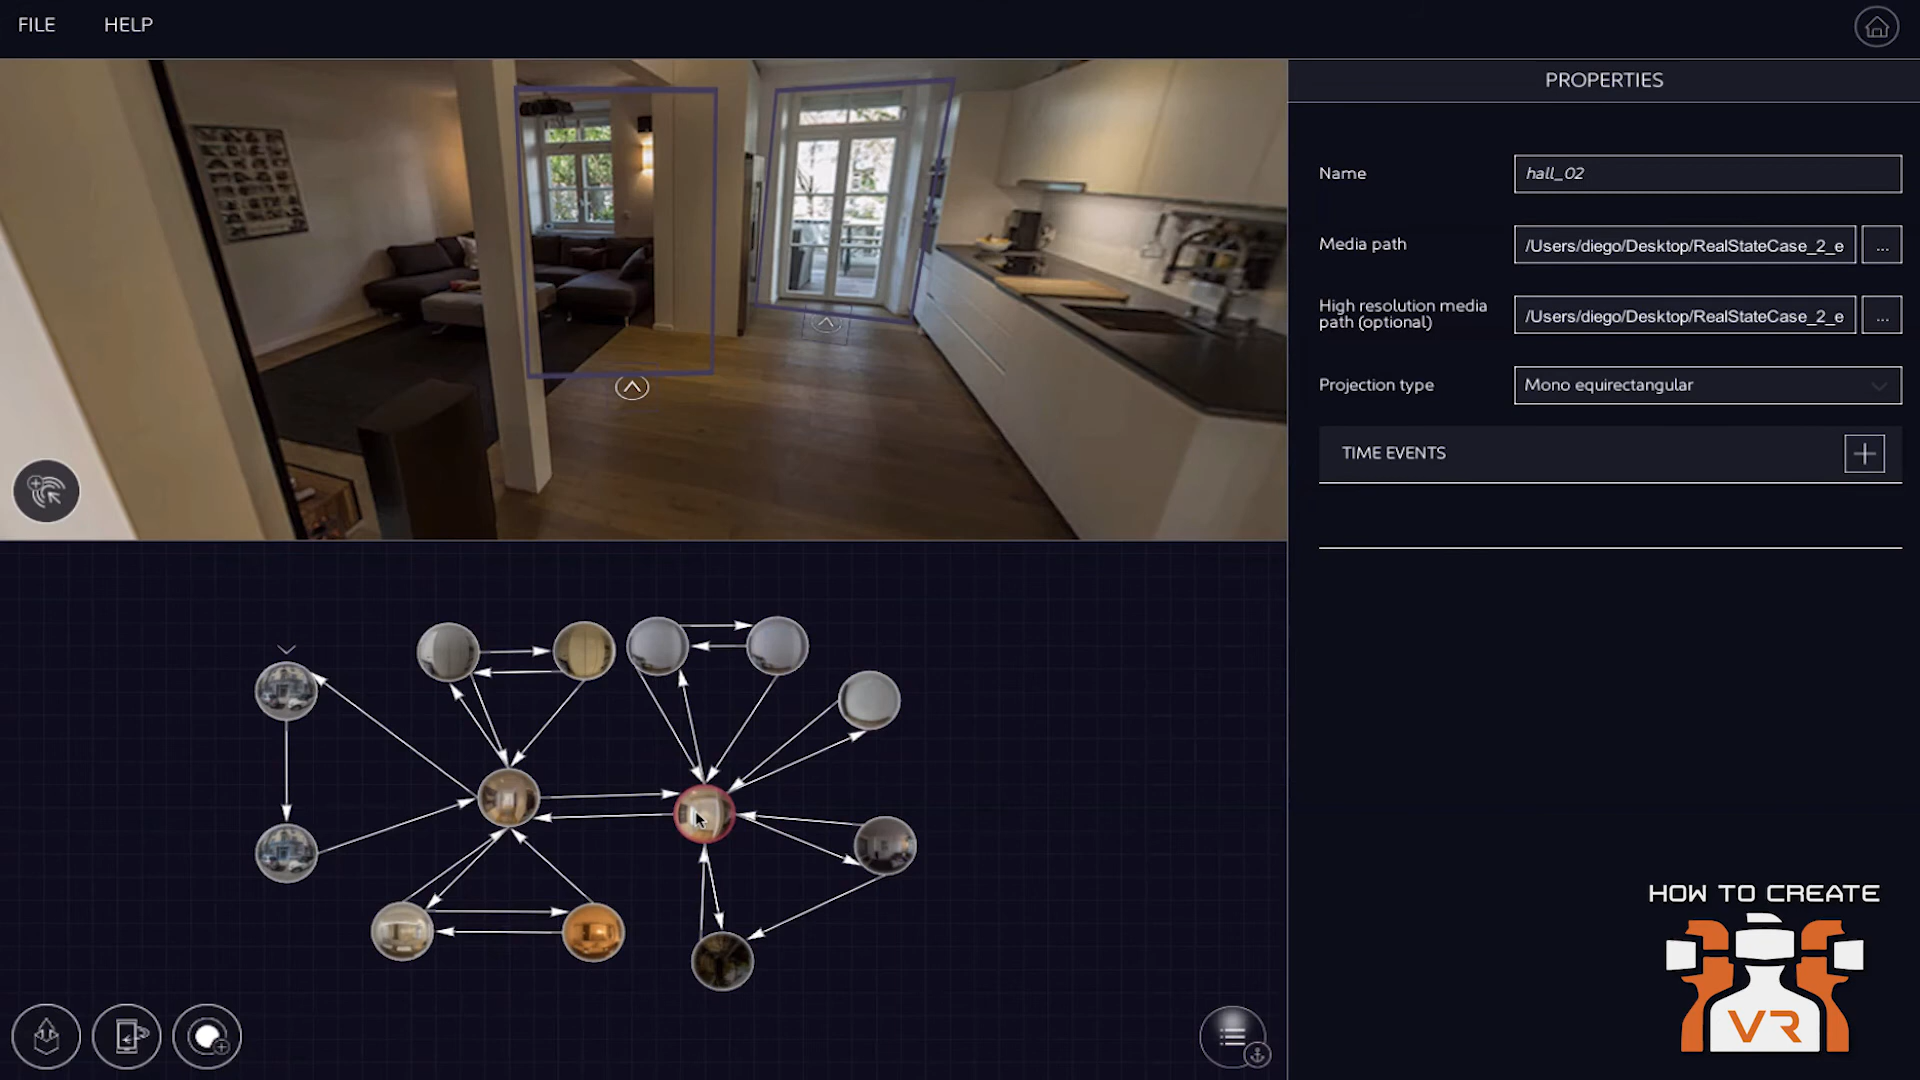 FILE
HELP
PROPERTIES
Name
hall_02
Media path
/Users/diego/Desktop/RealStateCase_2_e
...
High resolution media
path (optional)
/Users/diego/Desktop/RealStateCase_2_e
...
Projection type
Mono equirectangular
TIME EVENTS
HOW TO CREATE
VR